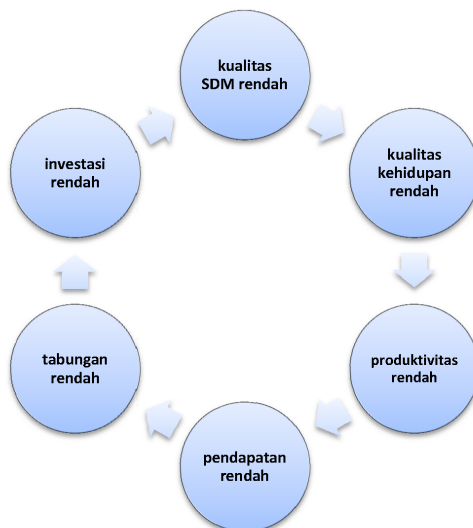 kualitas
SDM rendah
kualitas
kehidupan
rendah
produktivitas
rendah
pendapatan
rendah
tabungan
rendah
investasi
rendah